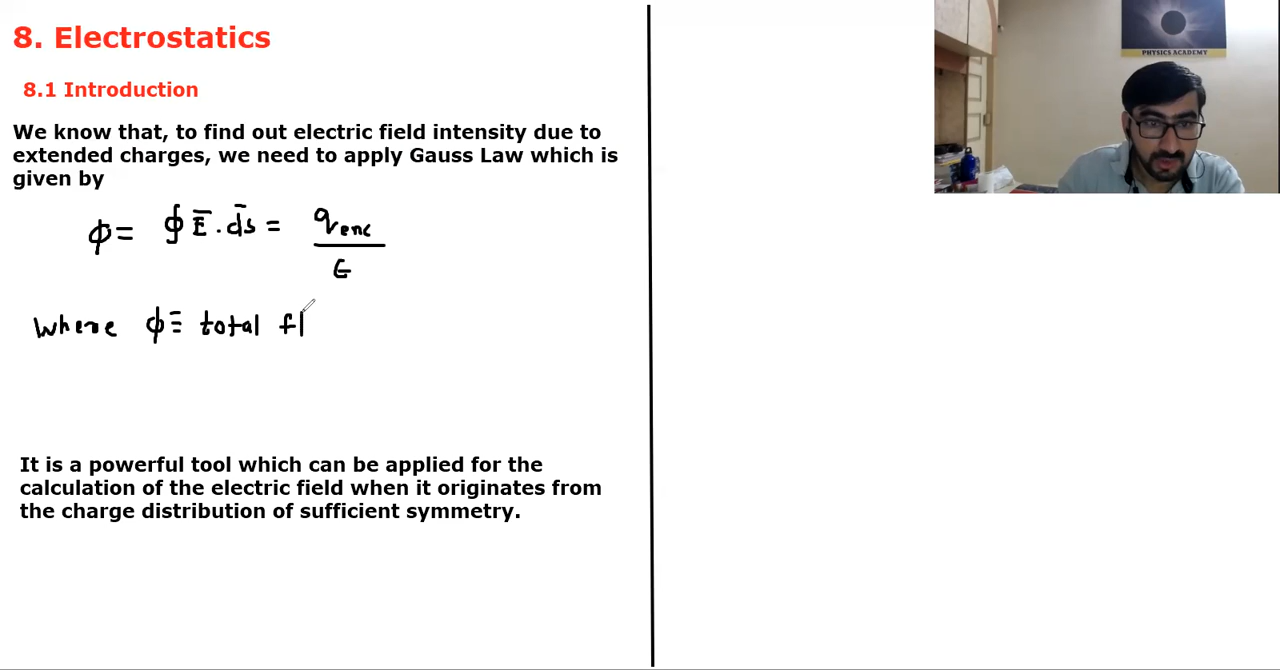 8. Electrostatics
8.1 Introduction
We know that, to find out electric field intensity due to
extended charges, we need to apply Gauss Law which is
given by
ϕ = ∮ E̅ . d̅s = q_enc / ε
where ϕ ≡ total fl
It is a powerful tool which can be applied for the
calculation of the electric field when it originates from
the charge distribution of sufficient symmetry.
PHYSICS ACADEMY